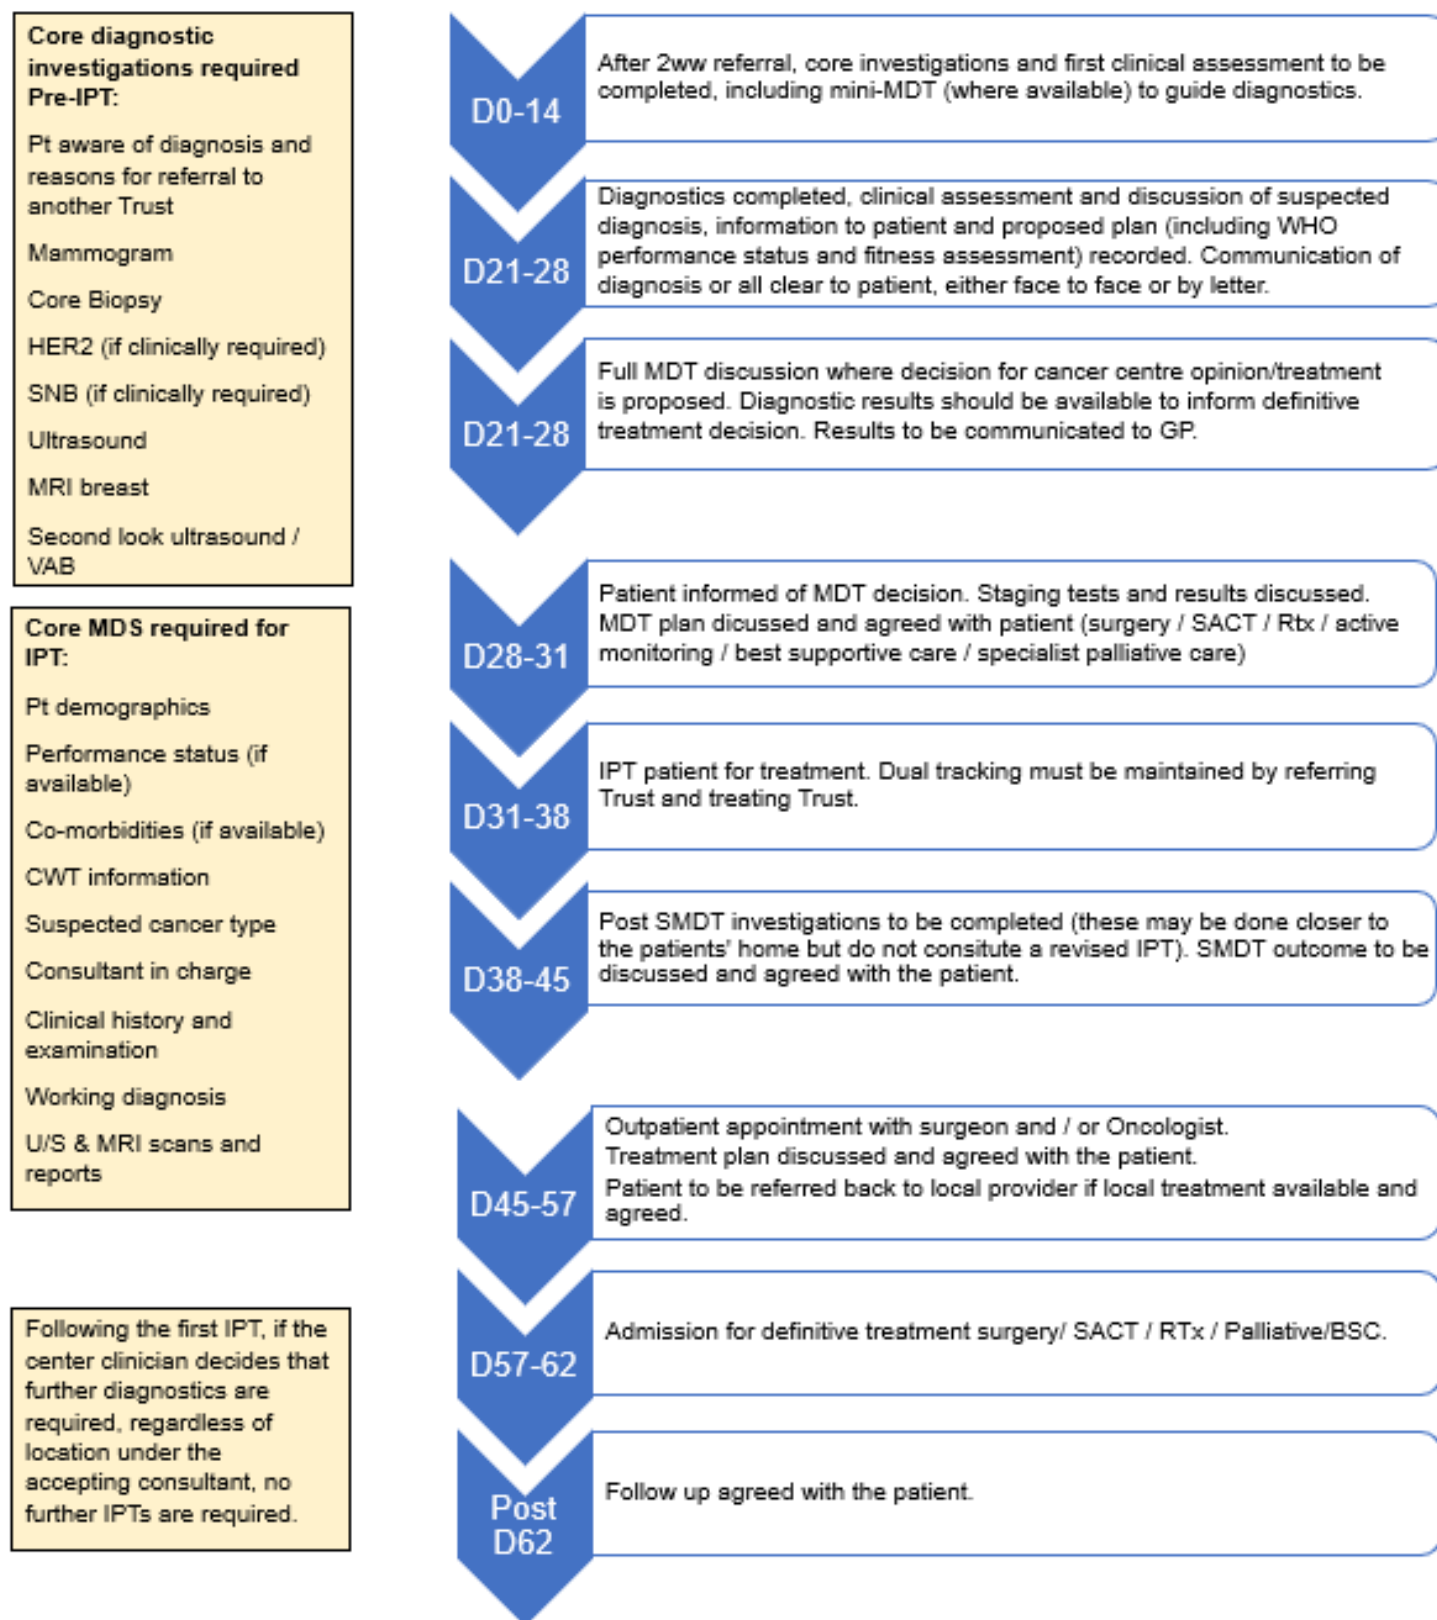 Core diagnostic
investigations required
Pre-IPT:
Pt aware of diagnosis and
reasons for referral to
another Trust
Mammogram
Core Biopsy
HER2 (if clinically required)
SNB (if clinically required)
Ultrasound
MRI breast
Second look ultrasound /
VAB
Core MDS required for
IPT:
Pt demographics
Performance status (if
available)
Co-morbidities (if available)
CWT information
Suspected cancer type
Consultant in charge
Clinical history and
examination
Working diagnosis
U/S & MRI scans and
reports
Following the first IPT, if the
center clinician decides that
further diagnostics are
required, regardless of
location under the
accepting consultant, no
further IPTs are required.
D0-14
After 2ww referral, core investigations and first clinical assessment to be
completed, including mini-MDT (where available) to guide diagnostics.
D21-28
Diagnostics completed, clinical assessment and discussion of suspected
diagnosis, information to patient and proposed plan (including WHO
performance status and fitness assessment) recorded. Communication of
diagnosis or all clear to patient, either face to face or by letter.
D21-28
Full MDT discussion where decision for cancer centre opinion/treatment
is proposed. Diagnostic results should be available to inform definitive
treatment decision. Results to be communicated to GP.
D28-31
Patient informed of MDT decision. Staging tests and results discussed.
MDT plan dicussed and agreed with patient (surgery / SACT / Rtx / active
monitoring / best supportive care / specialist palliative care)
D31-38
IPT patient for treatment. Dual tracking must be maintained by referring
Trust and treating Trust.
D38-45
Post SMDT investigations to be completed (these may be done closer to
the patients' home but do not consitute a revised IPT). SMDT outcome to be
discussed and agreed with the patient.
D45-57
Outpatient appointment with surgeon and / or Oncologist.
Treatment plan discussed and agreed with the patient.
Patient to be referred back to local provider if local treatment available and
agreed.
D57-62
Admission for definitive treatment surgery/ SACT / RTx / Palliative/BSC.
Post
D62
Follow up agreed with the patient.